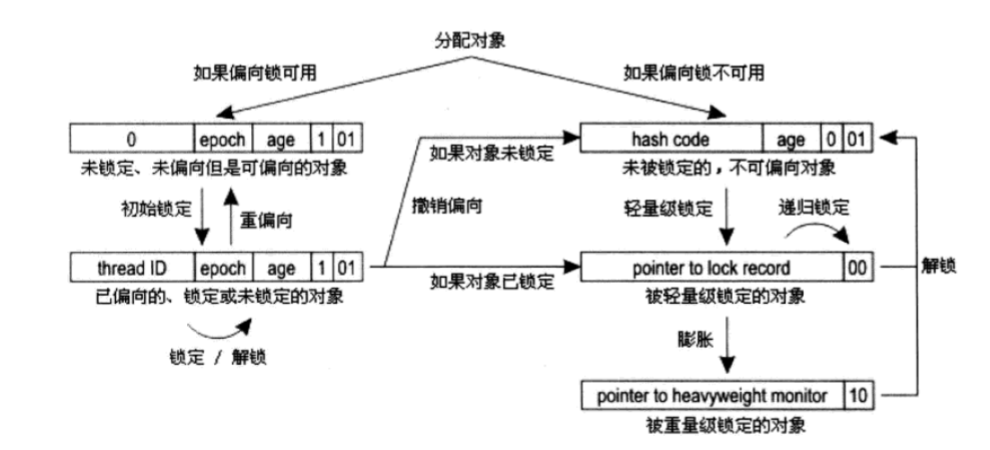 分配对象
如果偏向锁可用
如果偏向锁不可用
0 epoch age 1 01
未锁定、未偏向但是可偏向的对象
hash code age 0 01
未被锁定的，不可偏向对象
如果对象未锁定
初始锁定
重偏向
撤销偏向
轻量级锁定
递归锁定
thread ID epoch age 1 01
已偏向的、锁定或未锁定的对象
锁定 / 解锁
如果对象已锁定
pointer to lock record 00
被轻量级锁定的对象
解锁
膨胀
pointer to heavyweight monitor 10
被重量级锁定的对象